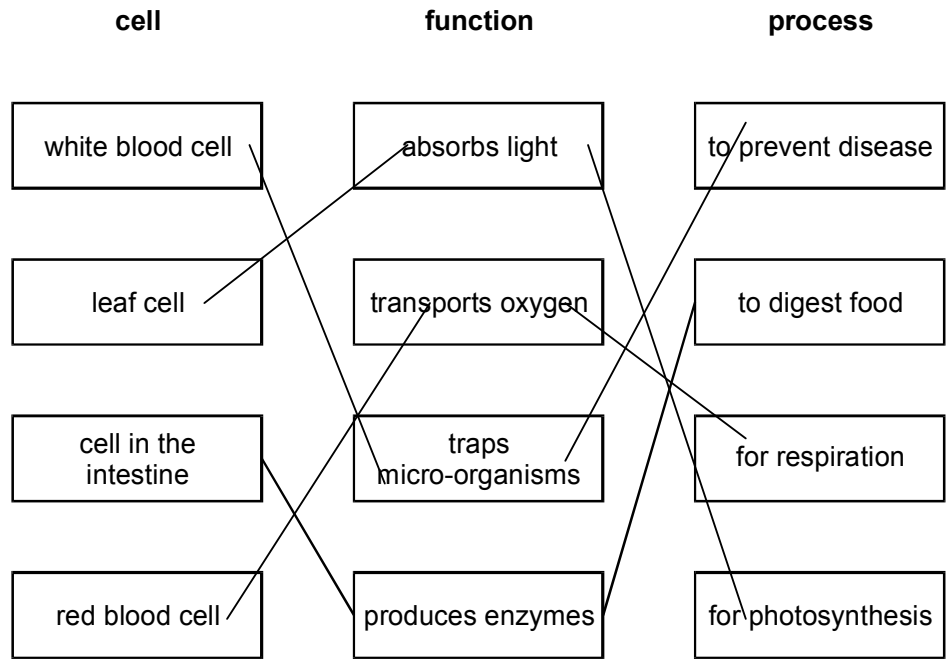 cell function process
white blood cell absorbs light to prevent disease
leaf cell transports oxygen to digest food
cell in the
intestine
traps
micro-organisms
for respiration
red blood cell produces enzymes for photosynthesis